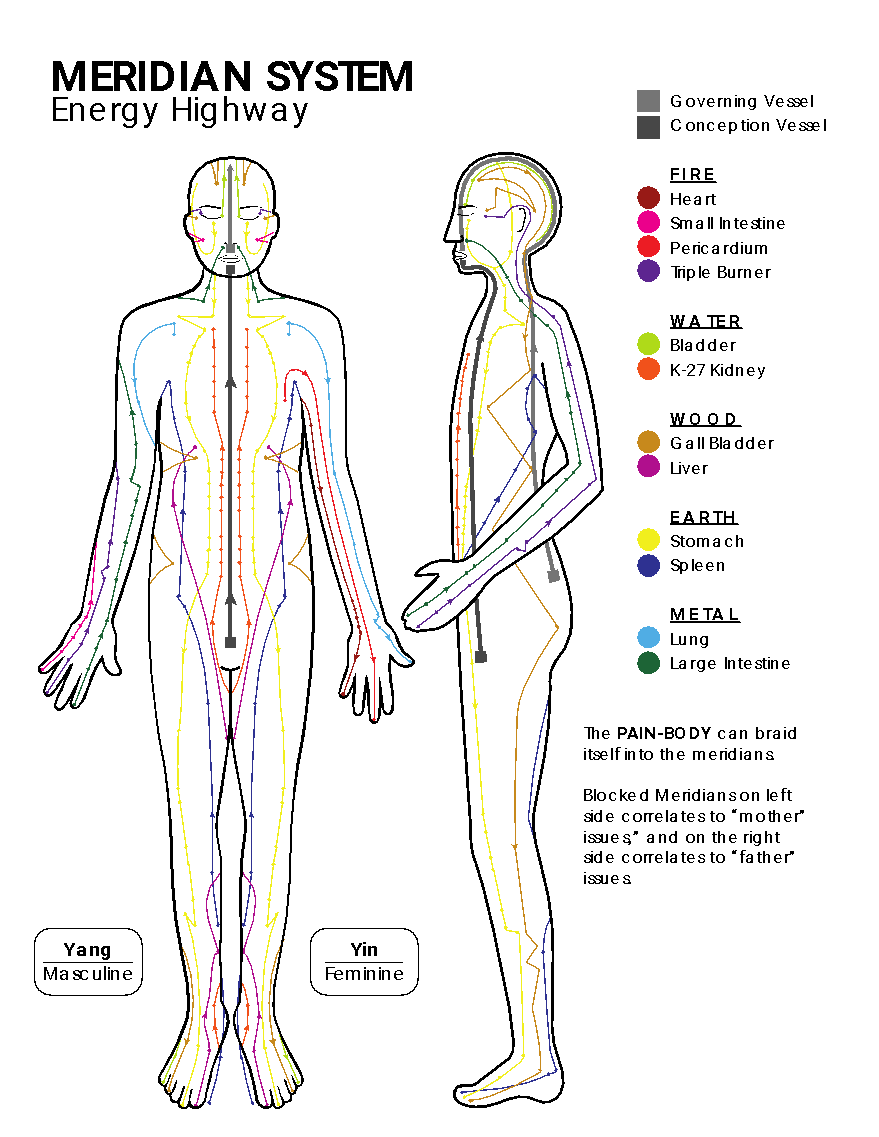 MERIDIAN SYSTEM
Energy Highway
Governing Vessel
Conception Vessel
FIRE
Heart
Small Intestine
Pericardium
Triple Burner
WATER
Bladder
K-27 Kidney
WOOD
Gall Bladder
Liver
EARTH
Stomach
Spleen
METAL
Lung
Large Intestine
The PAIN-BODY can braid
itself into the meridians.
Blocked Meridians on left
side correlates to “mother”
issues,” and on the right
side correlates to “father”
issues.
Yang
Masculine
Yin
Feminine